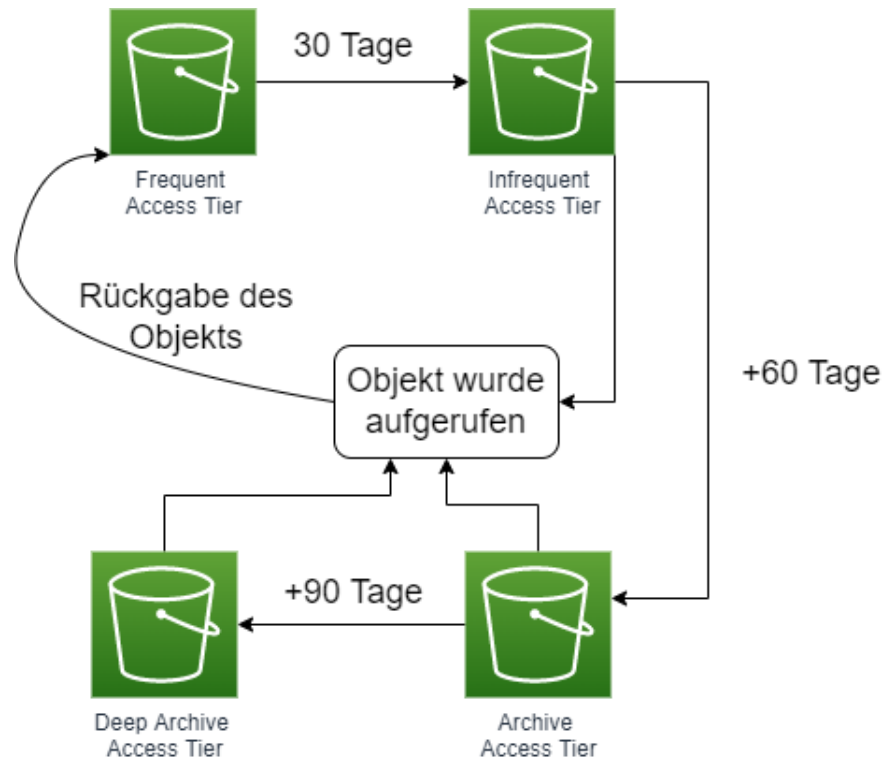 30 Tage
Frequent
Access Tier
Infrequent
Access Tier
Rückgabe des
Objekts
Objekt wurde
aufgerufen
+60 Tage
+90 Tage
Deep Archive
Access Tier
Archive
Access Tier